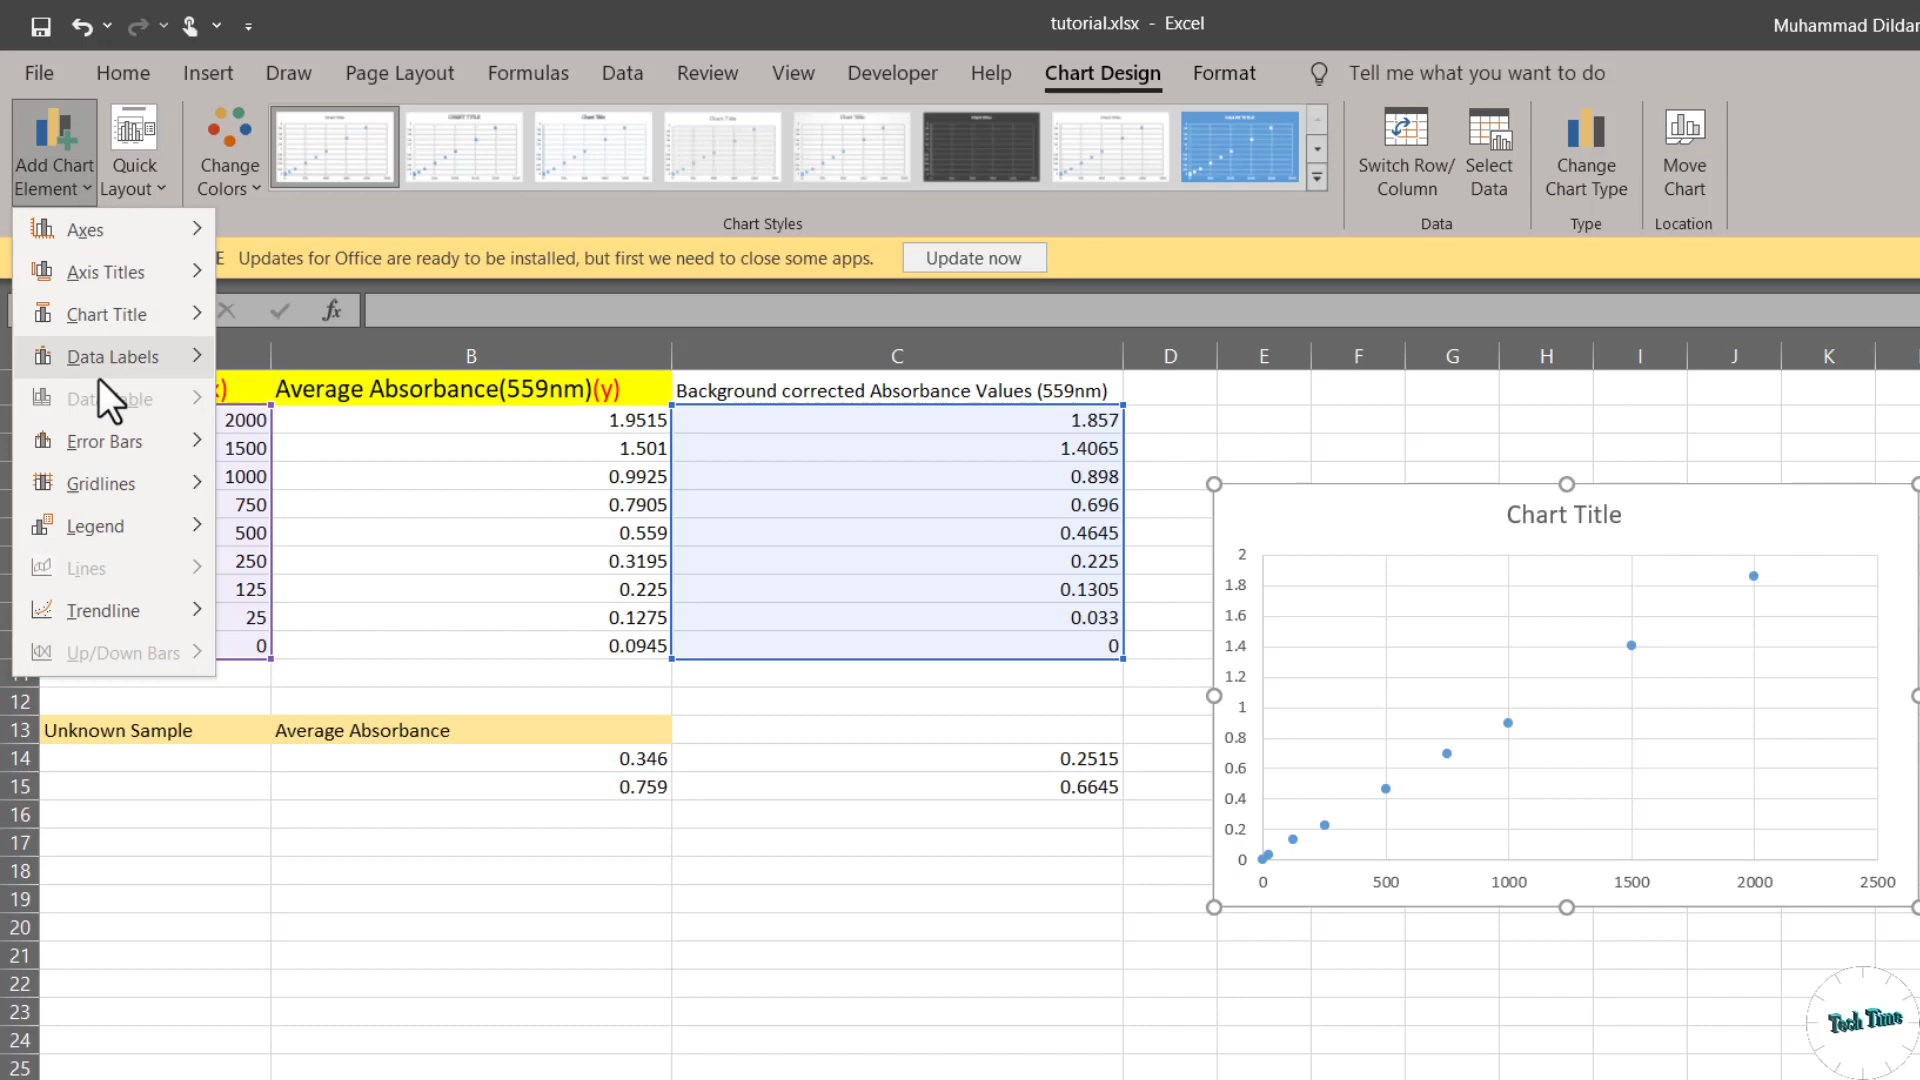 tutorial.xlsx - Excel
Muhammad Dildar
File Home Insert Draw Page Layout Formulas Data Review View Developer Help Chart Design Format Tell me what you want to do
Add Chart Element
Quick Layout
Change Colors
Chart Styles
Switch Row/ Column
Select Data
Data
Change Chart Type
Type
Move Chart
Location
Axes
Axis Titles
Chart Title
Data Labels
Error Bars
Gridlines
Legend
Lines
Trendline
Up/Down Bars
E Updates for Office are ready to be installed, but first we need to close some apps. Update now
fx
B C D E F G H I J K
x) Average Absorbance(559nm)(y) Background corrected Absorbance Values (559nm)
2000 1.9515 1.857
1500 1.501 1.4065
1000 0.9925 0.898
750 0.7905 0.696
500 0.559 0.4645
250 0.3195 0.225
125 0.225 0.1305
25 0.1275 0.033
0 0.0945 0
12
13 Unknown Sample Average Absorbance
14 0.346 0.2515
15 0.759 0.6645
16
17
18
19
20
21
22
23
24
25
Chart Title
2
1.8
1.6
1.4
1.2
1
0.8
0.6
0.4
0.2
0
0 500 1000 1500 2000 2500
Tech Time